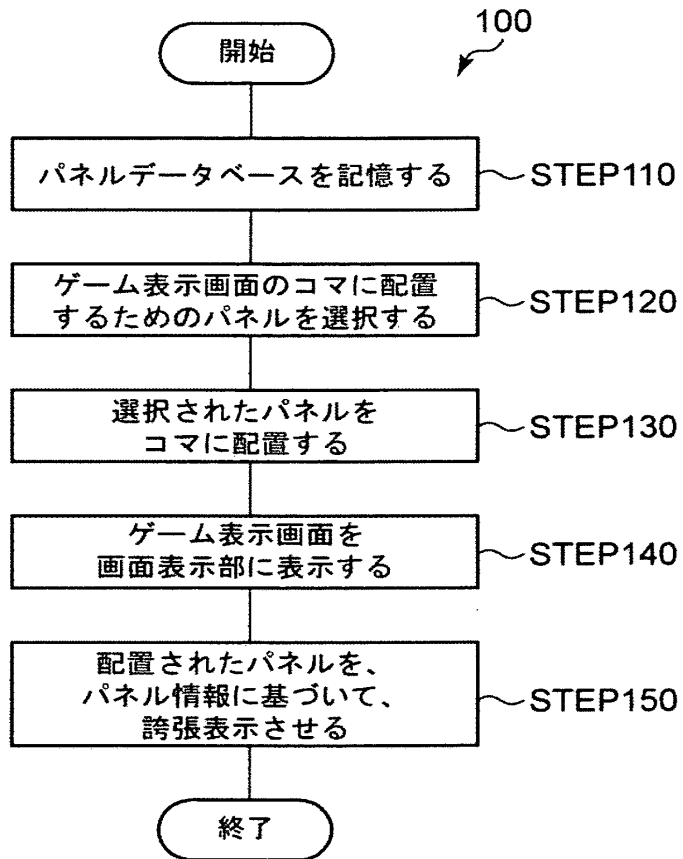 100
開始
パネルデータベースを記憶する
STEP110
ゲーム表示画面のコマに配置
するためのパネルを選択する
STEP120
選択されたパネルを
コマに配置する
STEP130
ゲーム表示画面を
画面表示部に表示する
STEP140
配置されたパネルを、
パネル情報に基づいて、
誇張表示させる
STEP150
終了